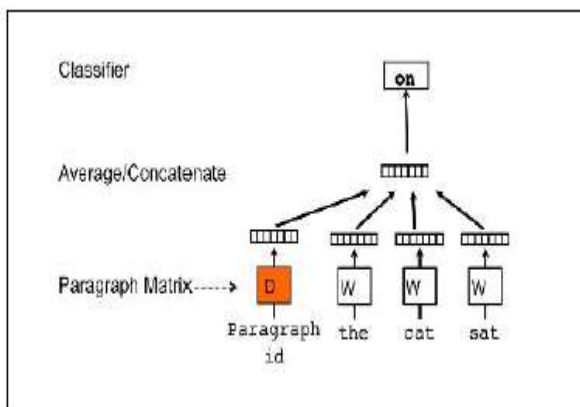 Classifier
on
Average/Concatenate
Paragraph Matrix------>
D W W W
Paragraph the cat sat
id